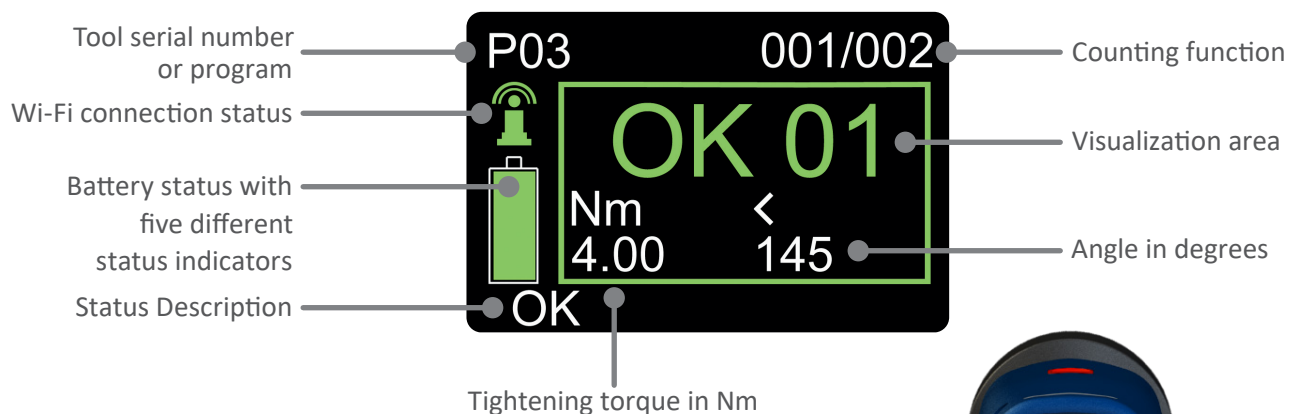 Tool serial number
or program
Wi-Fi connection status
Battery status with
five different
status indicators
Status Description
P03
001/002
OK 01
Nm <
4.00 145
OK
Counting function
Visualization area
Angle in degrees
Tightening torque in Nm